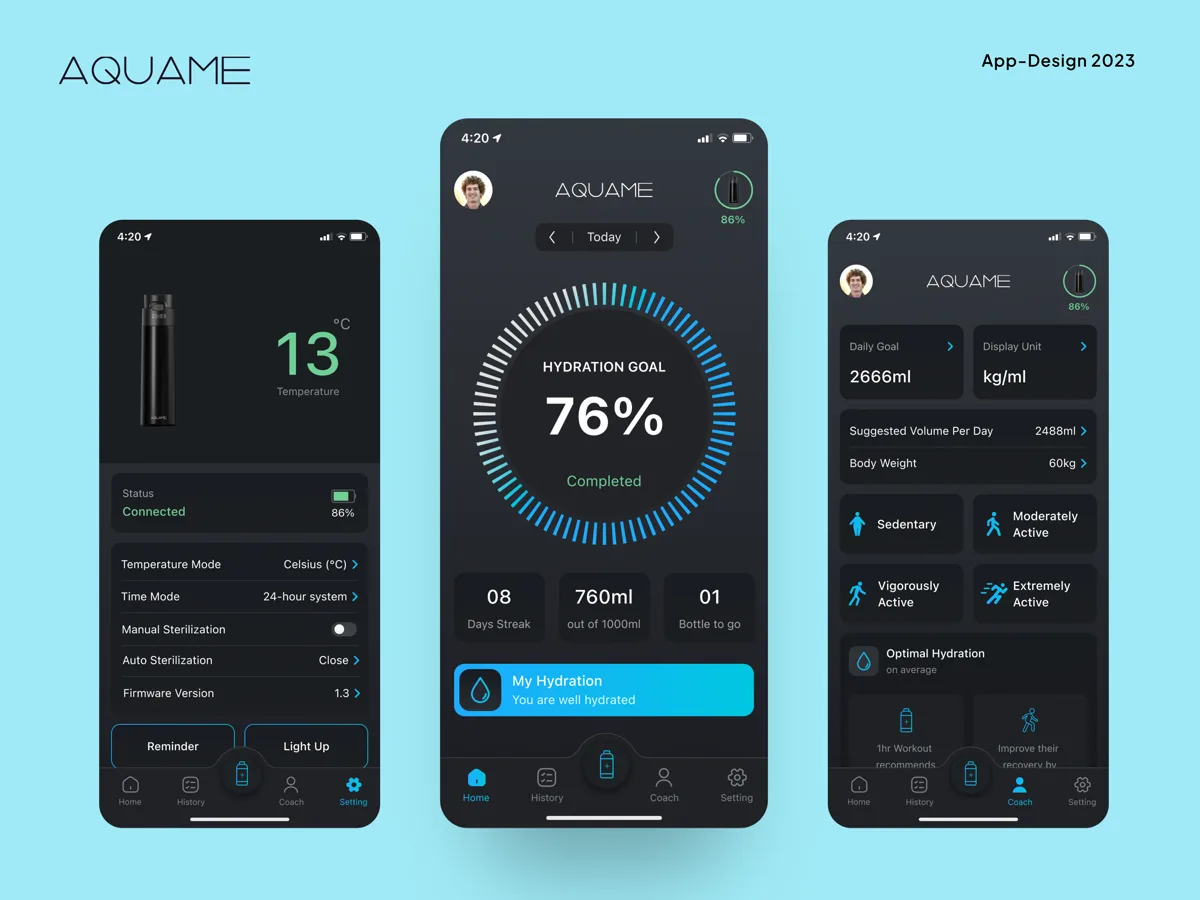 AQUAME
App-Design 2023
4:20
13
°C
Temperature
Status
Connected
86%
Temperature Mode
Celsius (°C)
Time Mode
24-hour system
Manual Sterilization
Auto Sterilization
Close
Firmware Version
1.3
Reminder
Light Up
Home
History
Coach
Setting
4:20
AQUAME
86%
Today
HYDRATION GOAL
76%
Completed
08
Days Streak
760ml
out of 1000ml
01
Bottle to go
My Hydration
You are well hydrated
Home
History
Coach
Setting
4:20
AQUAME
86%
Daily Goal
2666ml
Display Unit
kg/ml
Suggested Volume Per Day
2488ml
Body Weight
60kg
Sedentary
Moderately
Active
Vigorously
Active
Extremely
Active
Optimal Hydration
on average
1hr Workout
recommends
Improve their
recovery by
Home
History
Coach
Setting